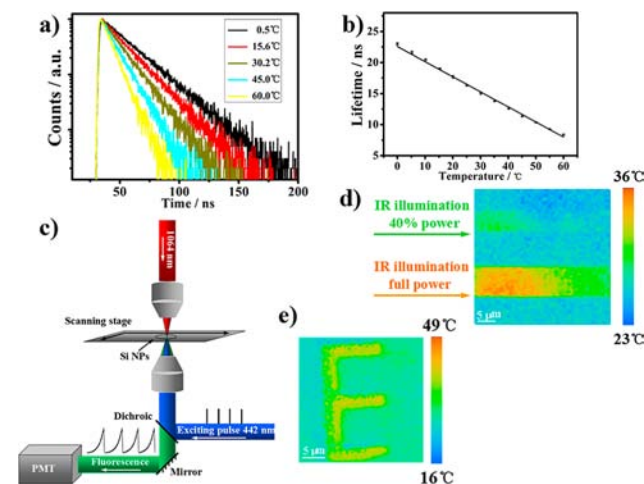 a)
Counts / a.u.
0.5℃
15.6℃
30.2℃
45.0℃
60.0℃
50
100
150
200
Time / ns
b)
Lifetime / ns
25
20
15
10
5
0
10
20
30
40
50
60
Temperature / ℃
c)
1064 nm
Scanning stage
Si NPs
Dichroic
Exciting pulse 442 nm
PMT
Fluorescence
Mirror
d)
IR illumination
40% power
IR illumination
full power
5 μm
36℃
23℃
e)
5 μm
49℃
16℃
E